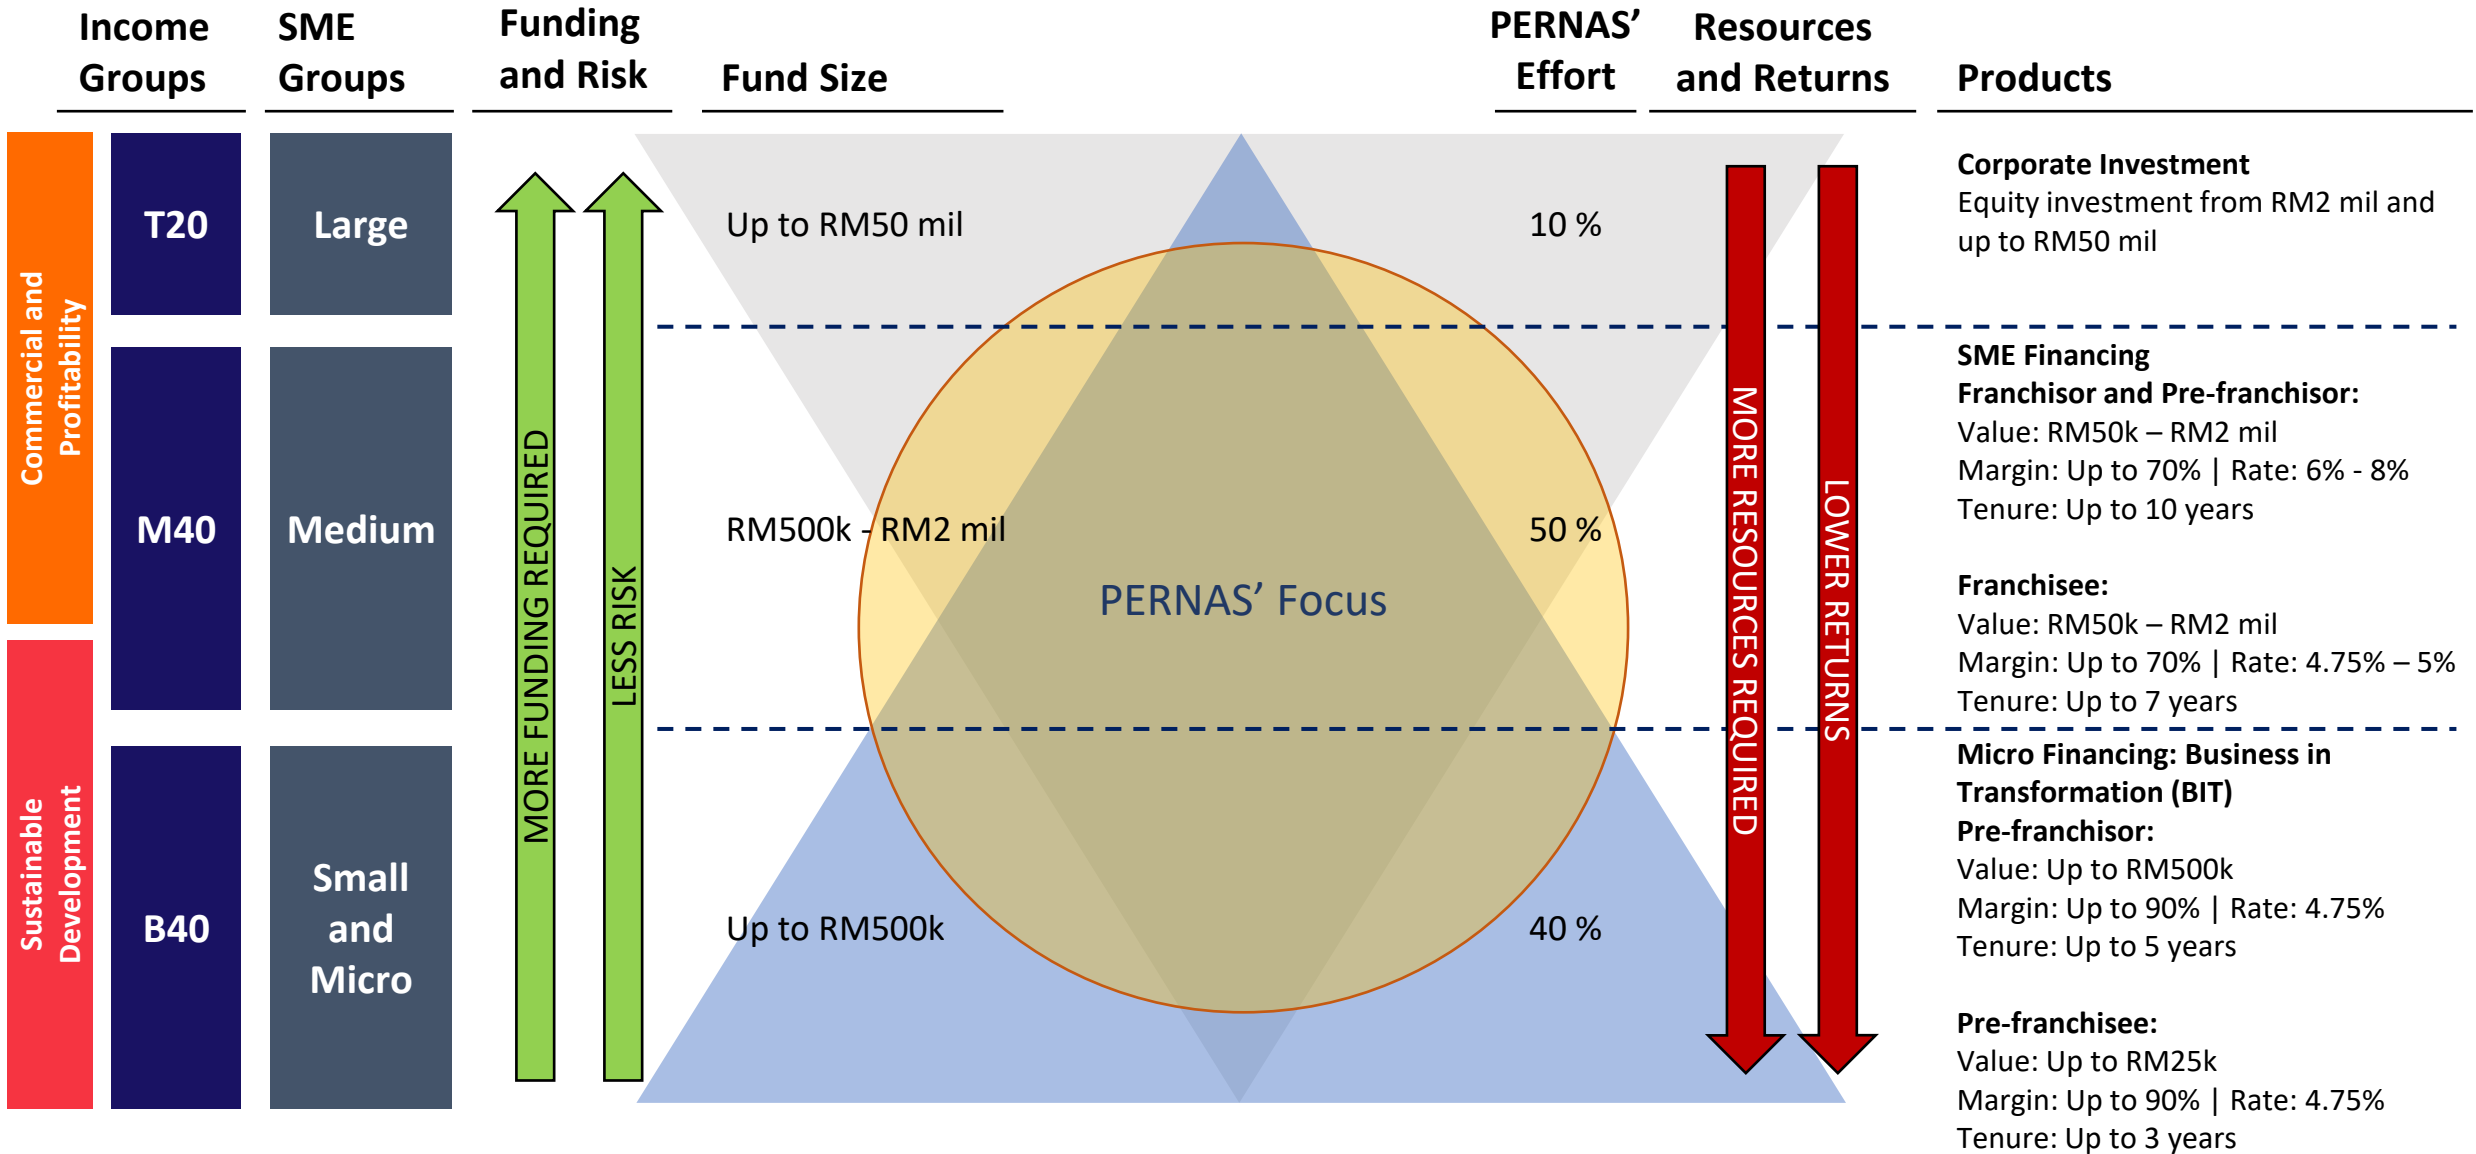 Income
Groups
SME
Groups
Funding
and Risk
Fund Size
PERNAS’
Effort
Resources
and Returns
Products
Commercial and
Profitability
Sustainable
Development
T20
Large
M40
Medium
B40
Small
and
Micro
MORE FUNDING REQUIRED
LESS RISK
Up to RM50 mil
10 %
RM500k - RM2 mil
50 %
PERNAS’ Focus
Up to RM500k
40 %
MORE RESOURCES REQUIRED
LOWER RETURNS
Corporate Investment
Equity investment from RM2 mil and
up to RM50 mil
SME Financing
Franchisor and Pre-franchisor:
Value: RM50k – RM2 mil
Margin: Up to 70% | Rate: 6% - 8%
Tenure: Up to 10 years
Franchisee:
Value: RM50k – RM2 mil
Margin: Up to 70% | Rate: 4.75% – 5%
Tenure: Up to 7 years
Micro Financing: Business in
Transformation (BIT)
Pre-franchisor:
Value: Up to RM500k
Margin: Up to 90% | Rate: 4.75%
Tenure: Up to 5 years
Pre-franchisee:
Value: Up to RM25k
Margin: Up to 90% | Rate: 4.75%
Tenure: Up to 3 years